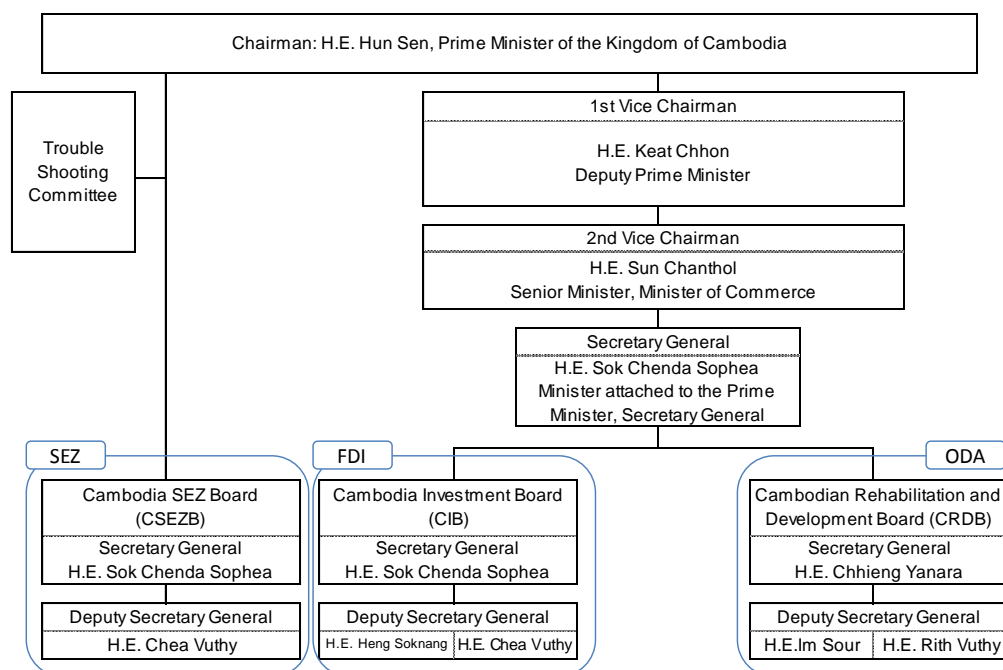 Chairman: H.E. Hun Sen, Prime Minister of the Kingdom of Cambodia
Trouble
Shooting
Committee
1st Vice Chairman
H.E. Keat Chhon
Deputy Prime Minister
2nd Vice Chairman
H.E. Sun Chanthol
Senior Minister, Minister of Commerce
Secretary General
H.E. Sok Chenda Sophea
Minister attached to the Prime
Minister, Secretary General
SEZ
Cambodia SEZ Board
(CSEZB)
Secretary General
H.E. Sok Chenda Sophea
Deputy Secretary General
H.E. Chea Vuthy
FDI
Cambodia Investment Board
(CIB)
Secretary General
H.E. Sok Chenda Sophea
Deputy Secretary General
H.E. Heng Soknang
H.E. Chea Vuthy
ODA
Cambodian Rehabilitation and
Development Board (CRDB)
Secretary General
H.E. Chhieng Yanara
Deputy Secretary General
H.E.Im Sour
H.E. Rith Vuthy